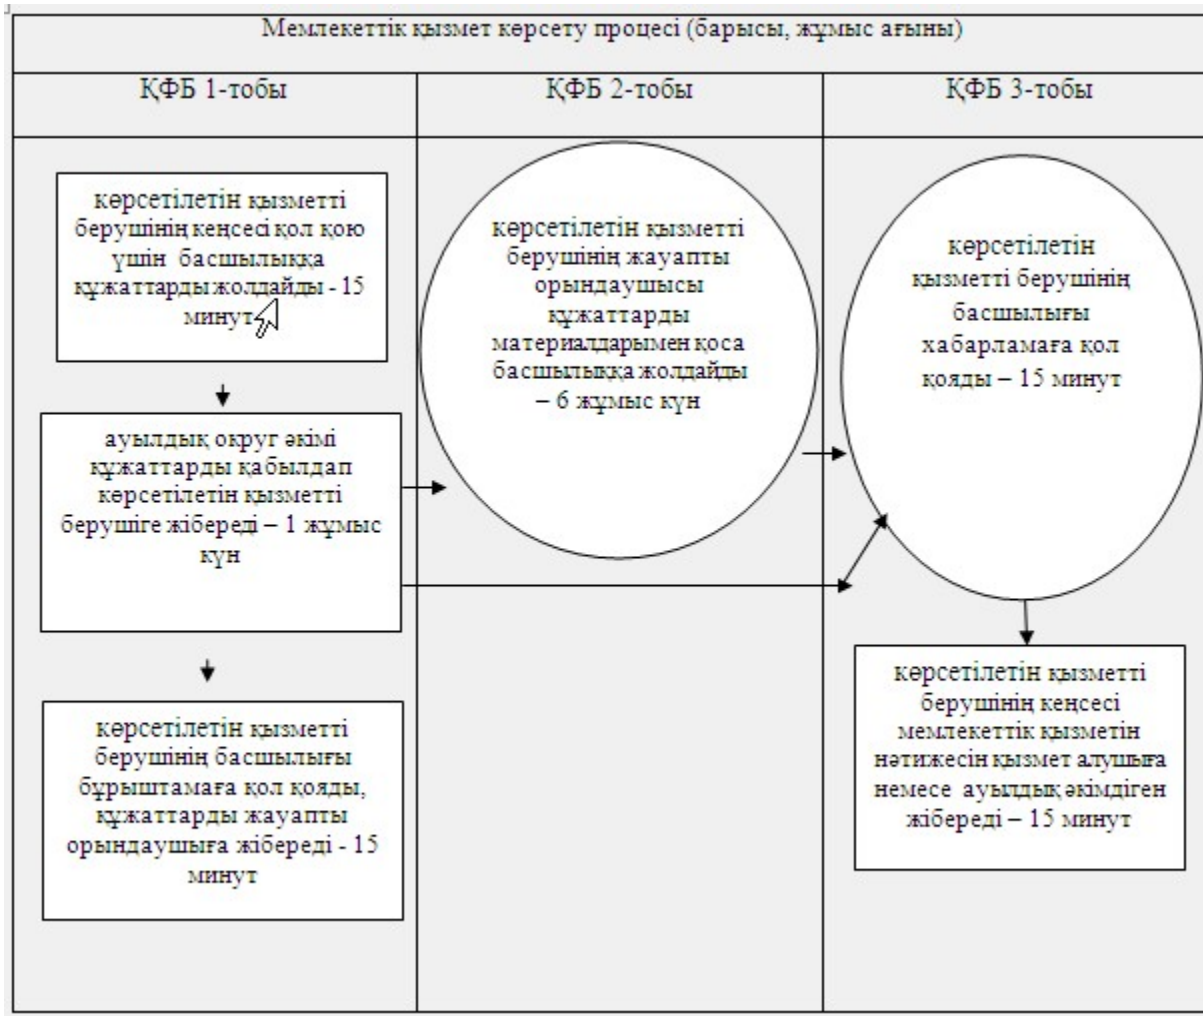 Мемлекеттік қызмет көрсету процесі (барысы, жұмыс ағыны)
ҚФБ 1-тобы
ҚФБ 2-тобы
ҚФБ 3-тобы
көрсетілетін қызметті
берушінің кеңсесі қол қою
үшін басшылыққа
құжаттарды жолдайды - 15
минут
ауылдық округ әкімі
құжаттарды қабылдап
көрсетілетін қызметті
берушіге жібереді – 1 жұмыс
күн
көрсетілетін қызметті
берушінің басшылығы
бұрыштамаға қол қояды,
құжаттарды жауапты
орындаушыға жібереді - 15
минут
көрсетілетін қызметті
берушінің жауапты
орындаушысы
құжаттарды
материалдарымен қоса
басшылыққа жолдайды
– 6 жұмыс күн
көрсетілетін
қызметті берушінің
басшылығы
хабарламаға қол
қояды – 15 минут
көрсетілетін қызметті
берушінің кеңсесі
мемлекеттік қызметін
нәтижесін қызмет алушыға
немесе ауылдық әкімдіген
жібереді – 15 минут